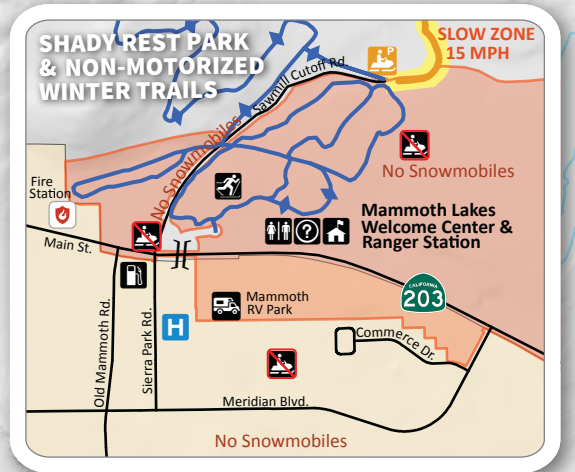 SHADY REST PARK
& NON-MOTORIZED
WINTER TRAILS
P
SLOW ZONE
15 MPH
Sawmill Cutoff Rd.
No Snowmobiles
No Snowmobiles
Fire
Station
?
Mammoth Lakes
Welcome Center &
Ranger Station
Main St.
CALIFORNIA
203
Mammoth
RV Park
H
Old Mammoth Rd.
Sierra Park Rd.
Commerce Dr.
Meridian Blvd.
No Snowmobiles